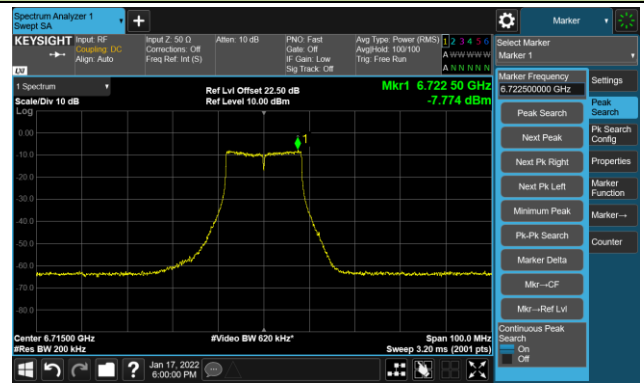 Spectrum Analyzer 1
Swept SA
+
Marker
KEYSIGHT
Input: RF
Coupling: DC
Align: Auto
Input Z: 50 Ω
Corrections: Off
Freq Ref: Int (S)
Atten: 10 dB
PNO: Fast
Gate: Off
IF Gain: Low
Sig Track: Off
Avg Type: Power (RMS)
Avg|Hold: 100/100
Trig: Free Run
1 2 3 4 5 6
A W W W W W
A N N N N N
LXI
Select Marker
Marker 1
1 Spectrum
Scale/Div 10 dB
Log
Ref Lvl Offset 22.50 dB
Ref Level 10.00 dBm
Mkr1 6.722 50 GHz
-7.774 dBm
1
0.00
-10.0
-20.0
-30.0
-40.0
-50.0
-60.0
-70.0
-80.0
Center 6.71500 GHz
#Res BW 200 kHz
#Video BW 620 kHz*
Span 100.0 MHz
Sweep 3.20 ms (2001 pts)
Marker Frequency
6.722500000 GHz
Peak Search
Next Peak
Next Pk Right
Next Pk Left
Minimum Peak
Pk-Pk Search
Marker Delta
Mkr→CF
Mkr→Ref Lvl
Continuous Peak
Search
On
Off
Settings
Peak
Search
Pk Search
Config
Properties
Marker
Function
Marker→
Counter
?
Jan 17, 2022
6:00:00 PM